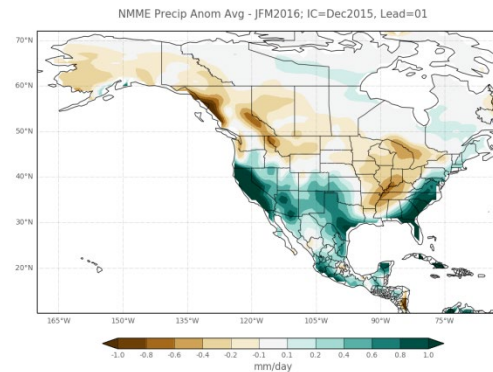 NMME Precip Anom Avg - JFM2016; IC=Dec2015, Lead=01
70°N
60°N
50°N
40°N
30°N
20°N
165°W 150°W 135°W 120°W 105°W 90°W 75°W
-1.0 -0.8 -0.6 -0.4 -0.2 -0.1 0.1 0.2 0.4 0.6 0.8 1.0
mm/day